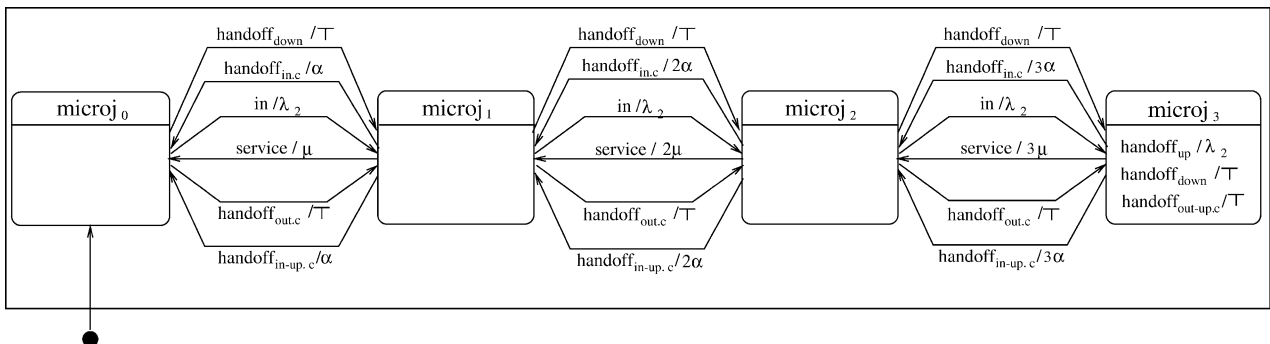 handoff_down /⊤ handoff_down /⊤ handoff_down /⊤
handoff_in.c /α handoff_in.c / 2α handoff_in.c / 3α
microj_0 in /λ_2 microj_1 in /λ_2 microj_2 in /λ_2 microj_3
service / μ service / 2μ service / 3μ handoff_up / λ_2
handoff_down /⊤
handoff_out.c /⊤ handoff_out.c /⊤ handoff_out.c /⊤ handoff_out-up.c /⊤
handoff_in-up. c /α handoff_in-up. c / 2α handoff_in-up. c / 3α